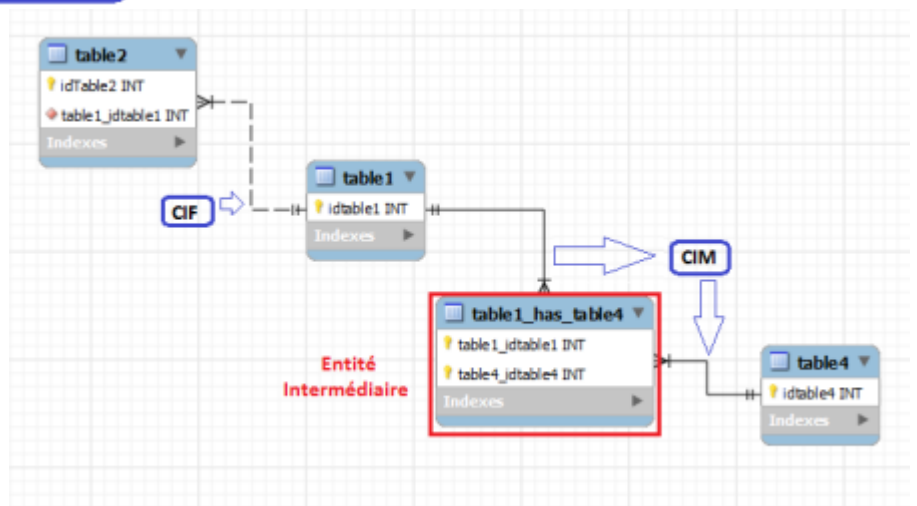 table2
idTable2 INT
table1_idtable1 INT
Indexes
CIF
table1
idtable1 INT
Indexes
CIM
table1_has_table4
table1_idtable1 INT
table4_idtable4 INT
Indexes
Entité
Intermédiaire
table4
idtable4 INT
Indexes